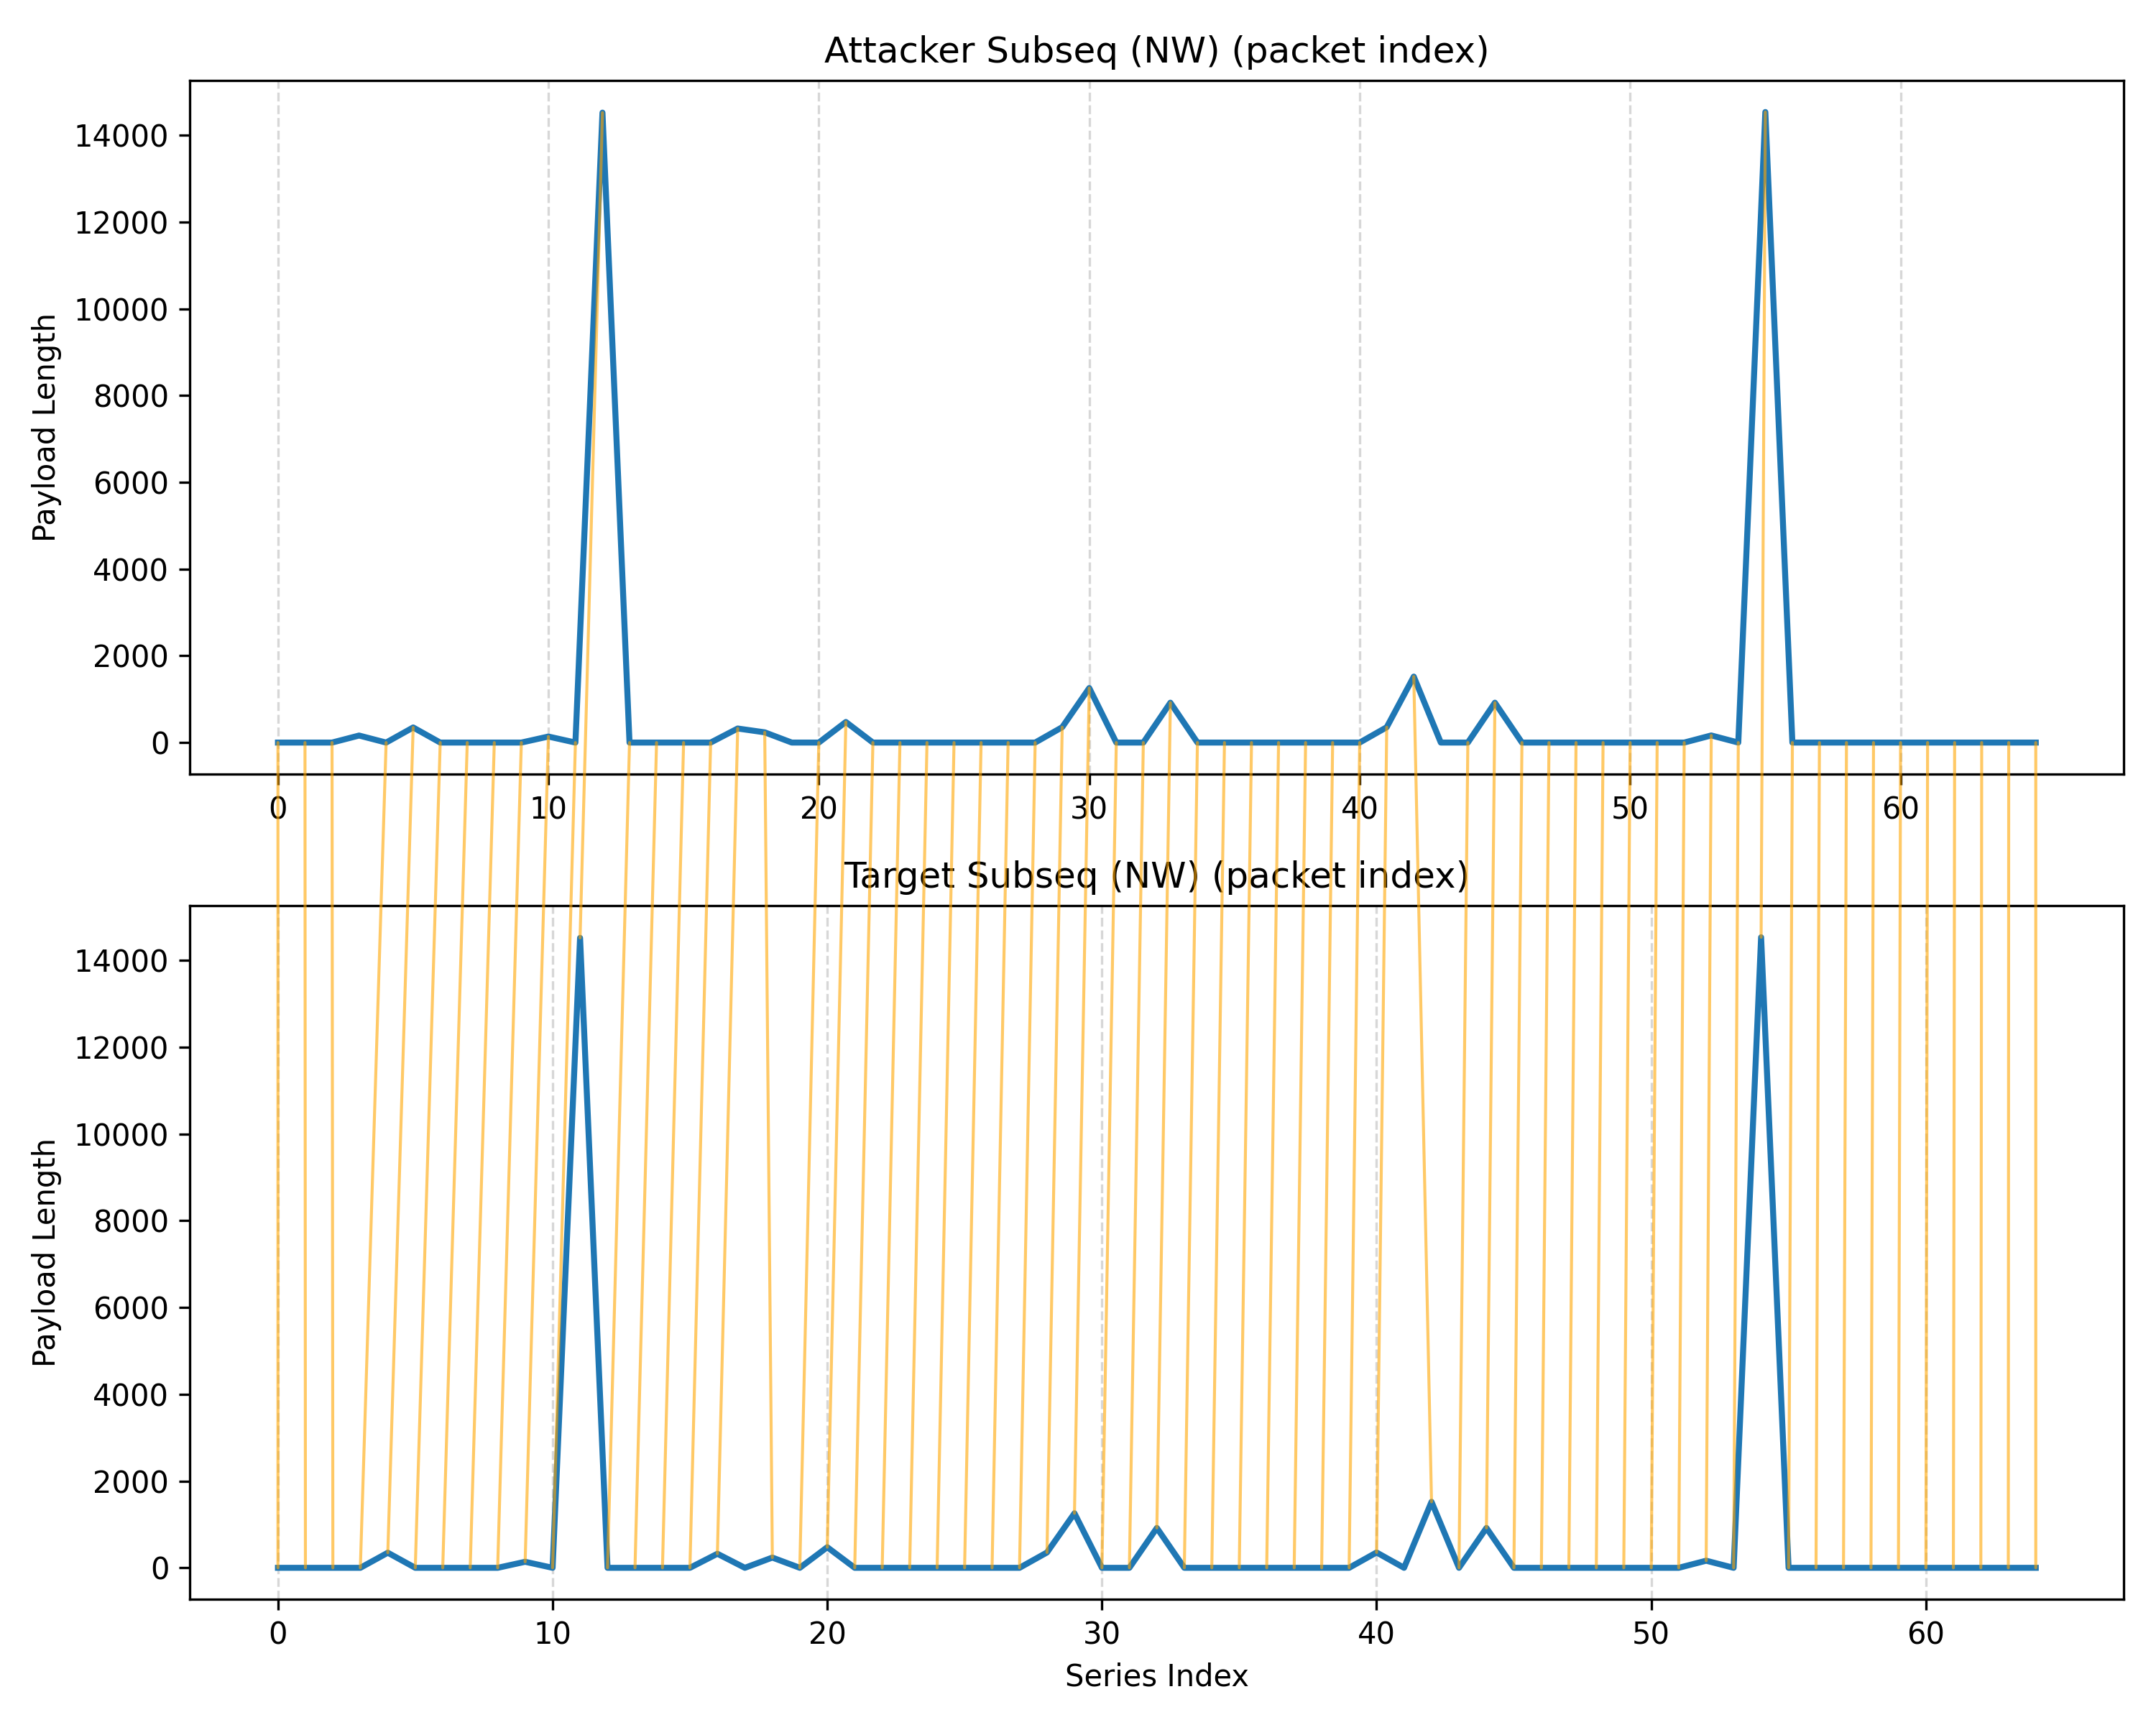 Attacker Subseq (NW) (packet index)
Payload Length
14000
12000
10000
8000
6000
4000
2000
0
0 10 20 30 40 50 60
Target Subseq (NW) (packet index)
Payload Length
14000
12000
10000
8000
6000
4000
2000
0
0 10 20 30 40 50 60
Series Index